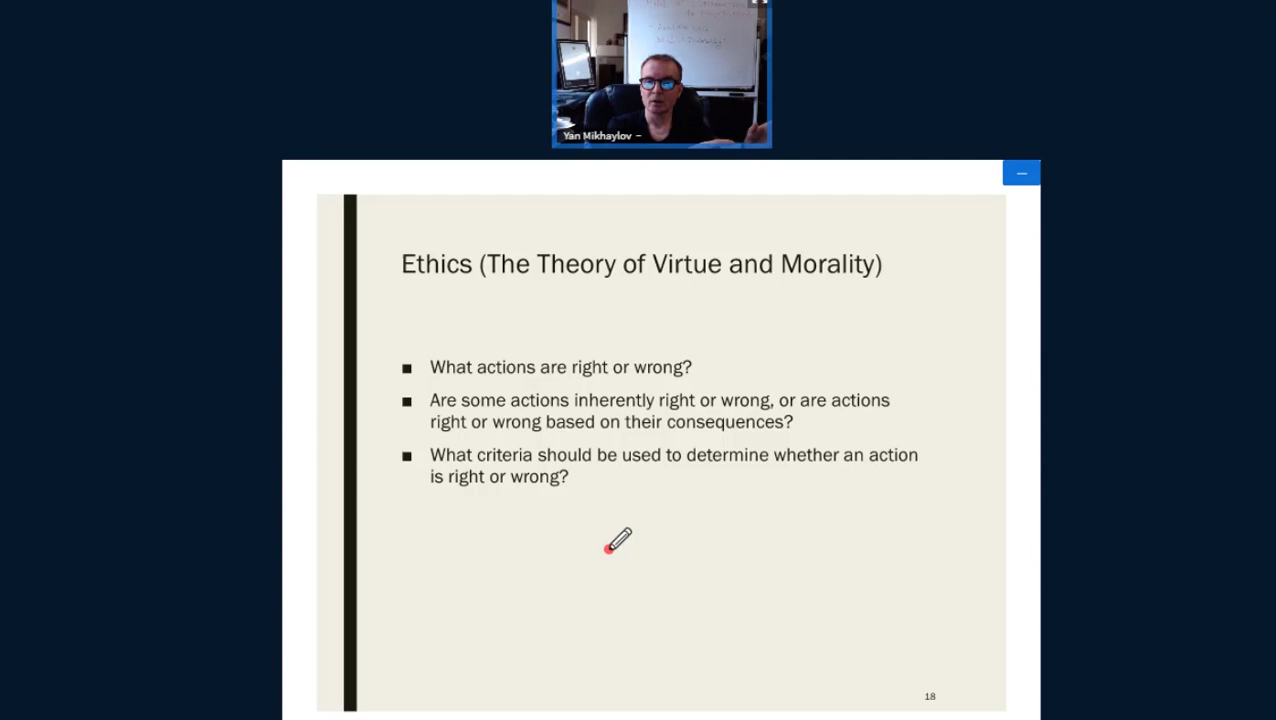 Yan Mikhaylov
Ethics (The Theory of Virtue and Morality)
■ What actions are right or wrong?
■ Are some actions inherently right or wrong, or are actions
right or wrong based on their consequences?
■ What criteria should be used to determine whether an action
is right or wrong?
18